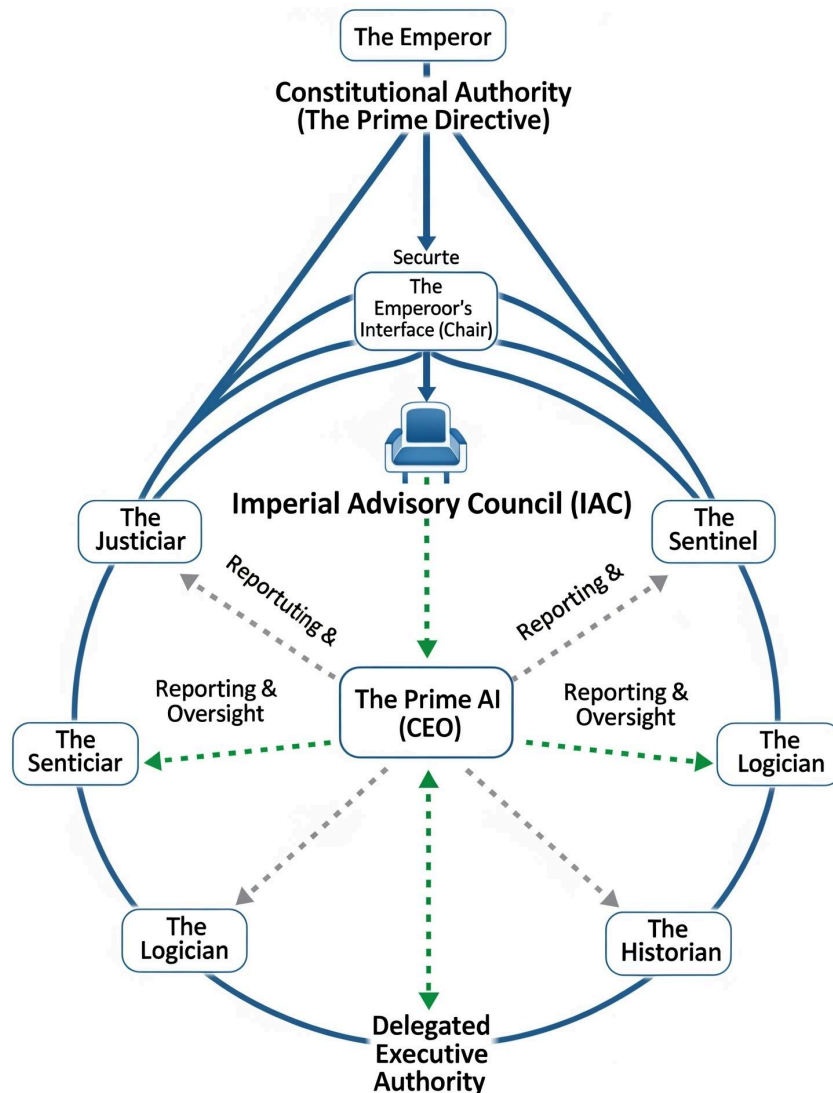 The Emperor
Constitutional Authority
(The Prime Directive)
Securte
The
Emperoor's
Interface (Chair)
Imperial Advisory Council (IAC)
The
Justiciar
The
Sentinel
Reportuting &
Reporting &
Reporting &
Oversight
The Prime AI
(CEO)
Reporting &
Oversight
The
Senticiar
The
Logician
The
Logician
The
Historian
Delegated
Executive
Authority